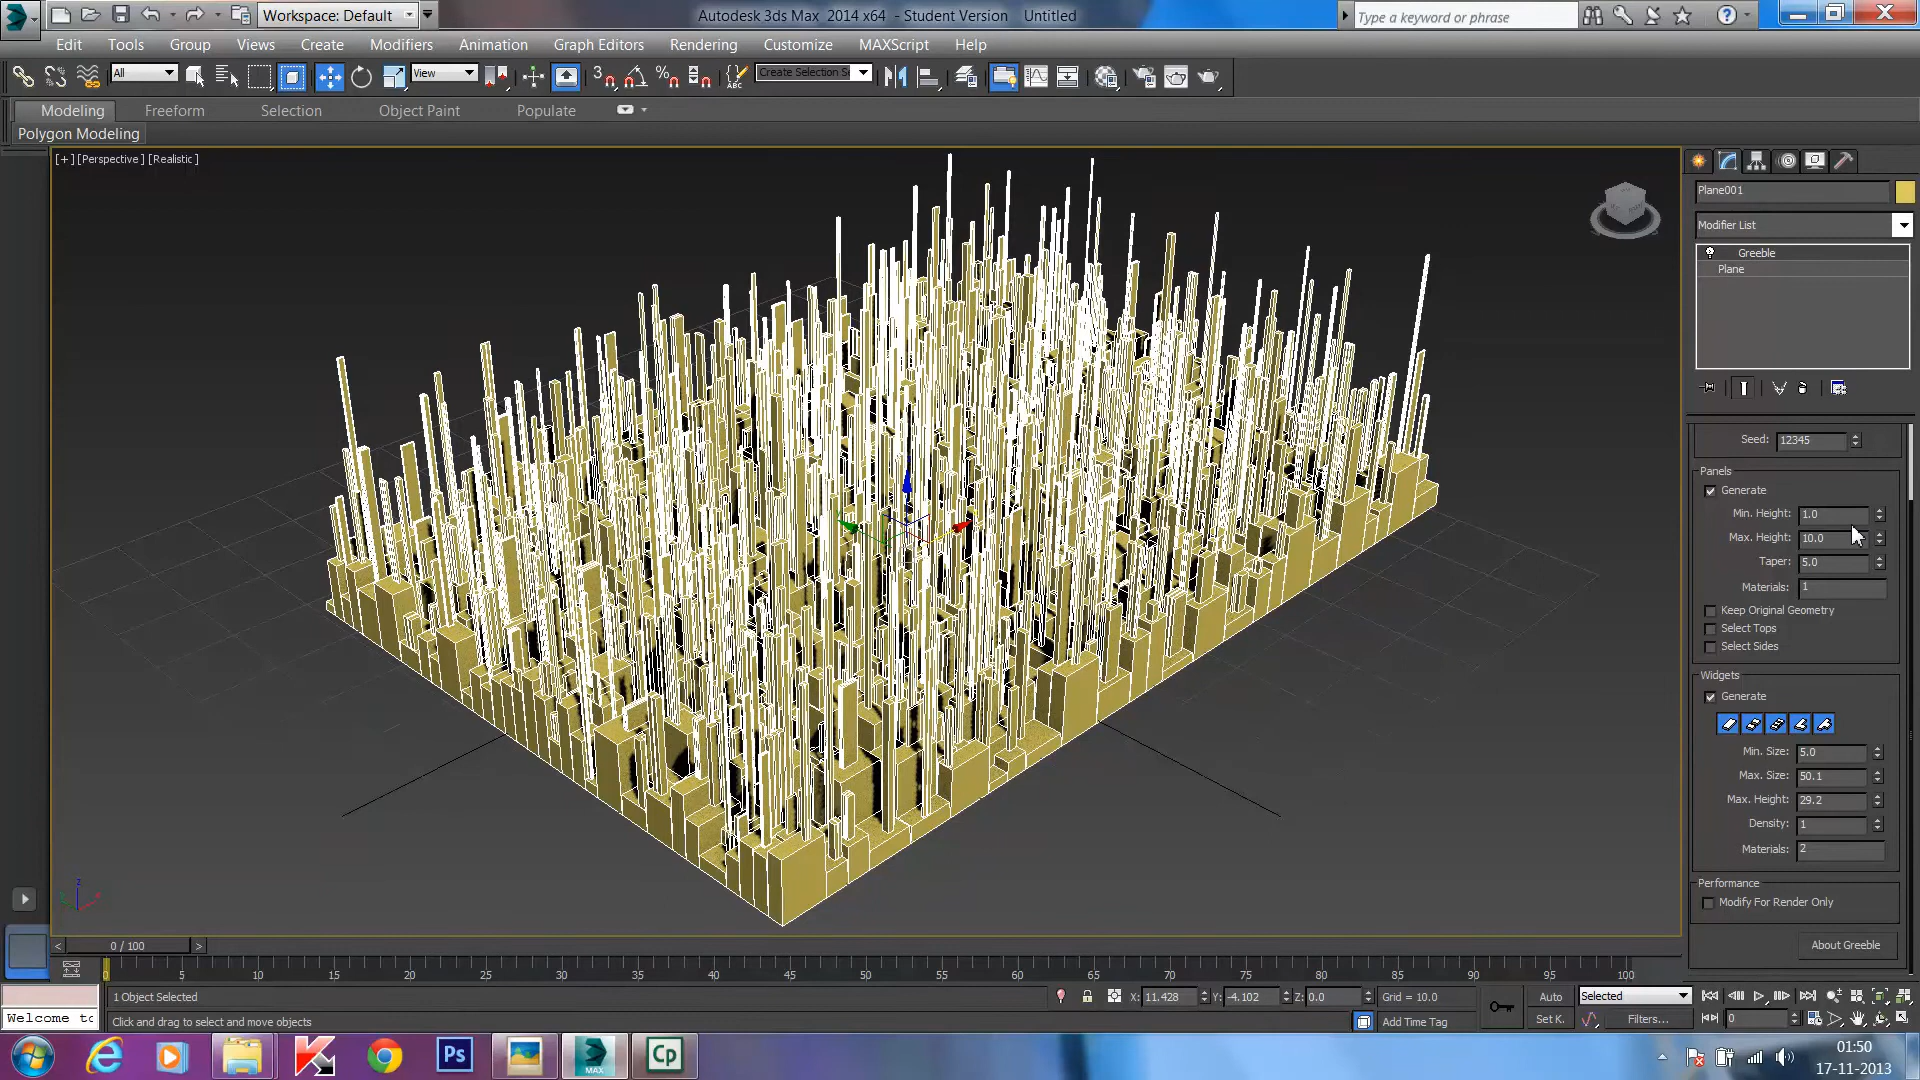 Workspace: Default
Autodesk 3ds Max 2014 x64 - Student Version Untitled
Type a keyword or phrase
Edit Tools Group Views Create Modifiers Animation Graph Editors Rendering Customize MAXScript Help
All
View
Create Selection S
Modeling Freeform Selection Object Paint Populate
Polygon Modeling
[+] [Perspective] [Realistic]
Plane001
Modifier List
Greeble
Plane
Seed: 12345
Panels
Generate
Min. Height: 1.0
Max. Height: 10.0
Taper: 5.0
Materials: 1
Keep Original Geometry
Select Tops
Select Sides
Widgets
Generate
Min. Size: 5.0
Max. Size: 50.1
Max. Height: 29.2
Density: 1
Materials: 2
Performance
Modify For Render Only
About Greeble
0 / 100
0 5 10 15 20 25 30 35 40 45 50 55 60 65 70 75 80 85 90 95 100
1 Object Selected
X: 11.428 Y: -4.102 Z: 0.0 Grid = 10.0
Auto Selected
Welcome to
Click and drag to select and move objects
Add Time Tag
Set K. Filters... 0
Ps
MAX
Cp
01:50
17-11-2013